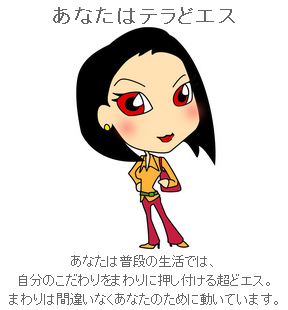 あなたはテラどエス
あなたは普段の生活では、
自分のこだわりをまわりに押し付ける超どエス。
まわりは間違いなくあなたのために動いています。